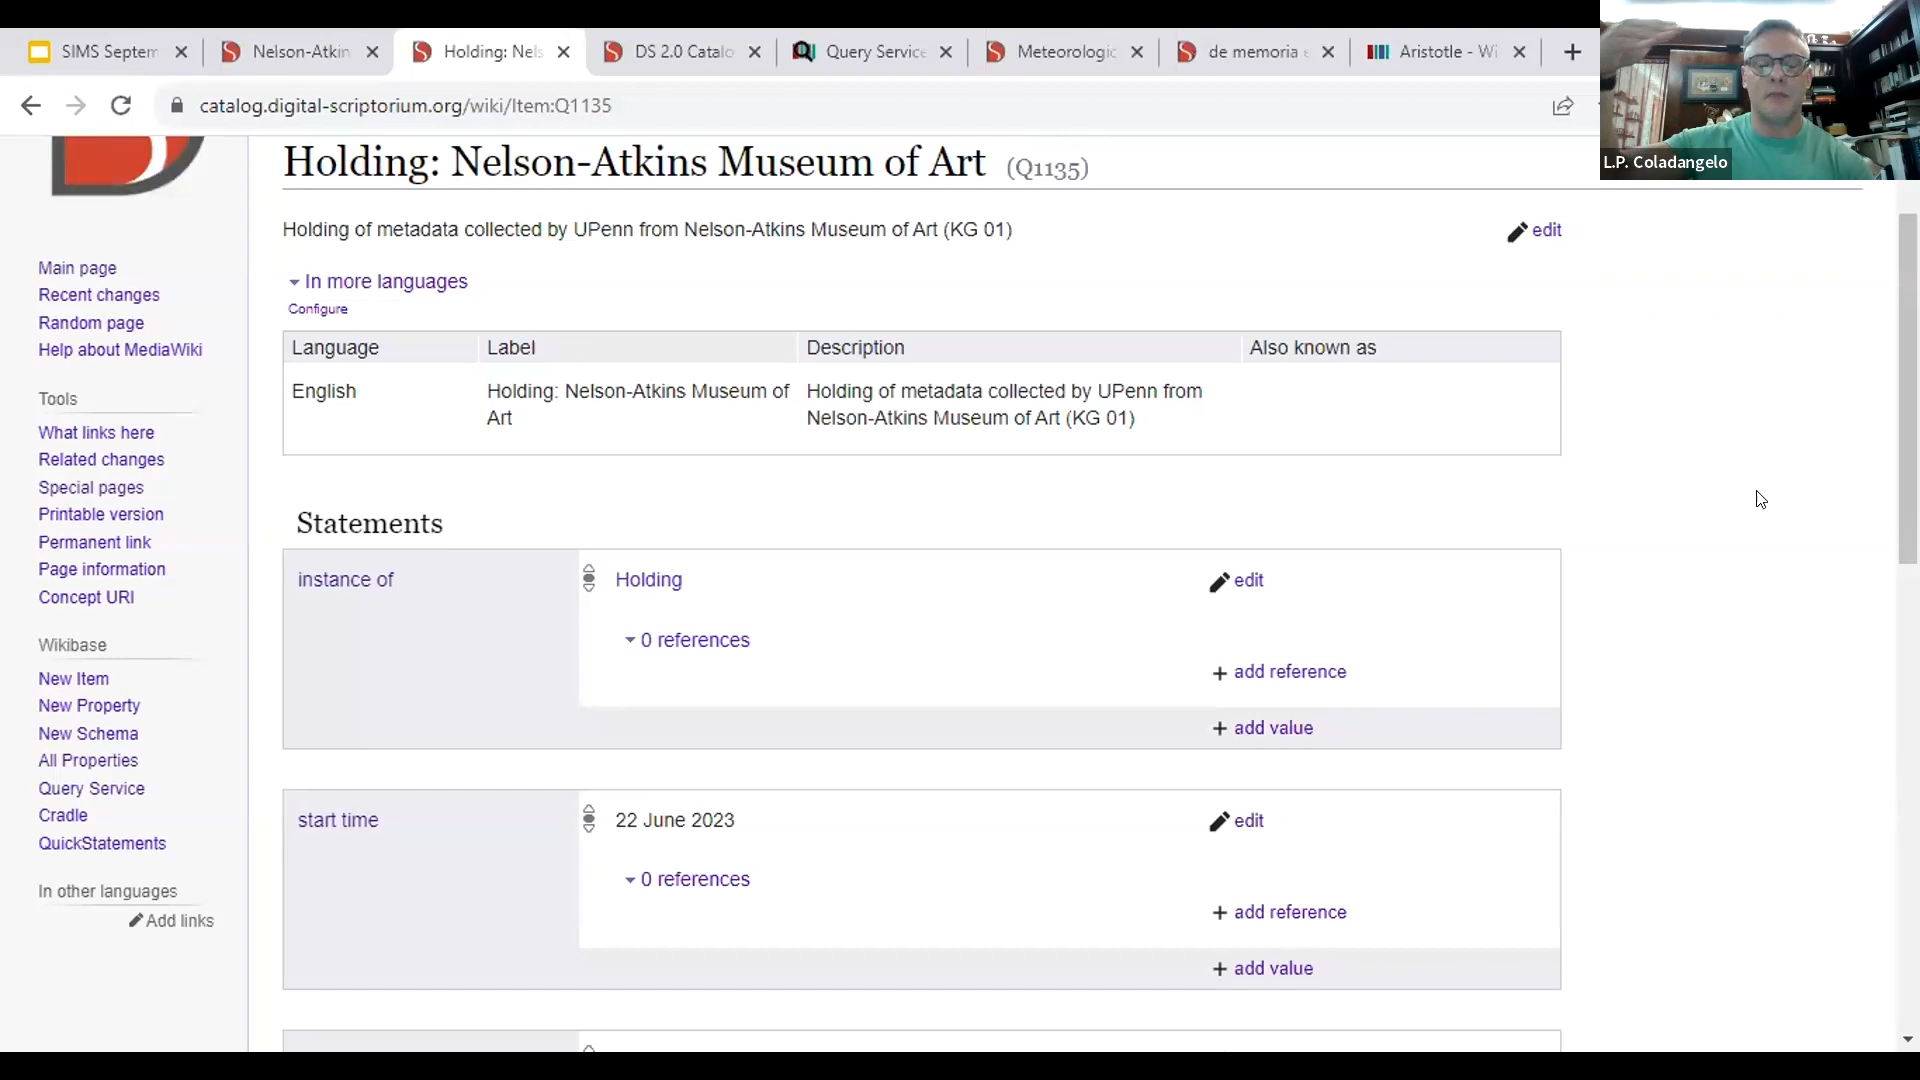 SIMS Septem
Nelson-Atkin
Holding: Nels
DS 2.0 Catalo
Query Service
Meteorologic
de memoria e
Aristotle - Wi
catalog.digital-scriptorium.org/wiki/Item:Q1135
L.P. Coladangelo
Holding: Nelson-Atkins Museum of Art (Q1135)
Holding of metadata collected by UPenn from Nelson-Atkins Museum of Art (KG 01)
edit
In more languages
Configure
Language Label Description Also known as
English Holding: Nelson-Atkins Museum of Holding of metadata collected by UPenn from
Art Nelson-Atkins Museum of Art (KG 01)
Statements
instance of
Holding
edit
0 references
+ add reference
+ add value
start time
22 June 2023
edit
0 references
+ add reference
+ add value
Main page
Recent changes
Random page
Help about MediaWiki
Tools
What links here
Related changes
Special pages
Printable version
Permanent link
Page information
Concept URI
Wikibase
New Item
New Property
New Schema
All Properties
Query Service
Cradle
QuickStatements
In other languages
Add links